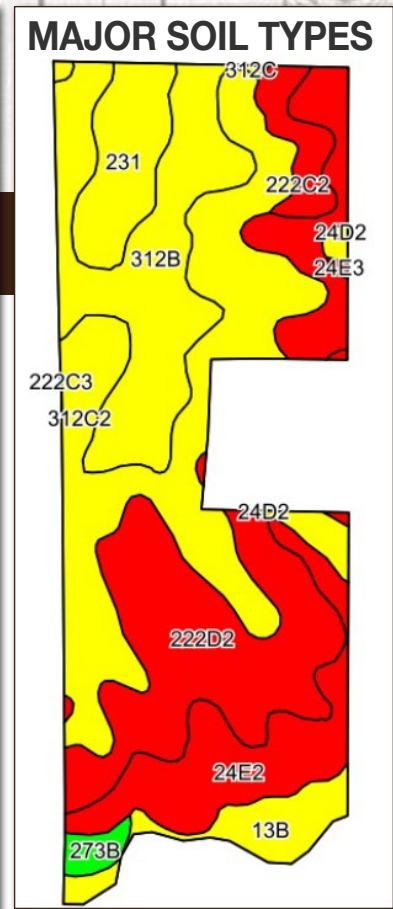 MAJOR SOIL TYPES
312C
231
222C2
24D2
312B
24E3
222C3
312C2
24D2
222D2
24E2
13B
273B